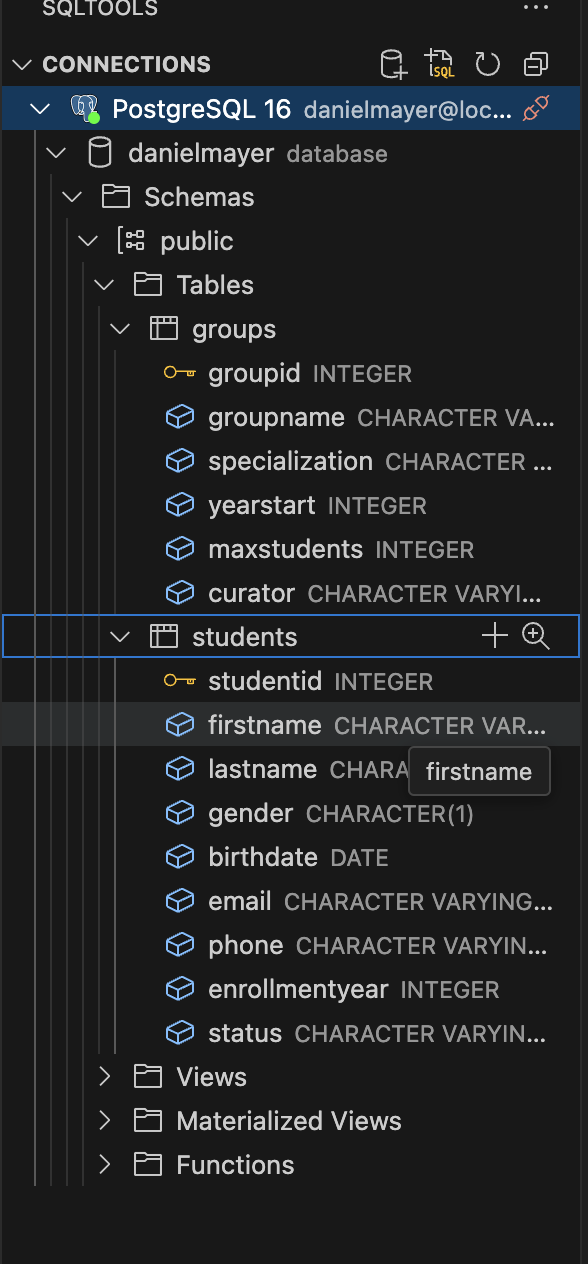 SQLTOOLS
CONNECTIONS
SQL
PostgreSQL 16 danielmayer@loc...
danielmayer database
Schemas
public
Tables
groups
groupid INTEGER
groupname CHARACTER VA...
specialization CHARACTER ...
yearstart INTEGER
maxstudents INTEGER
curator CHARACTER VARYI...
students
studentid INTEGER
firstname CHARACTER VAR...
lastname CHARA
firstname
gender CHARACTER(1)
birthdate DATE
email CHARACTER VARYING...
phone CHARACTER VARYIN...
enrollmentyear INTEGER
status CHARACTER VARYIN...
Views
Materialized Views
Functions